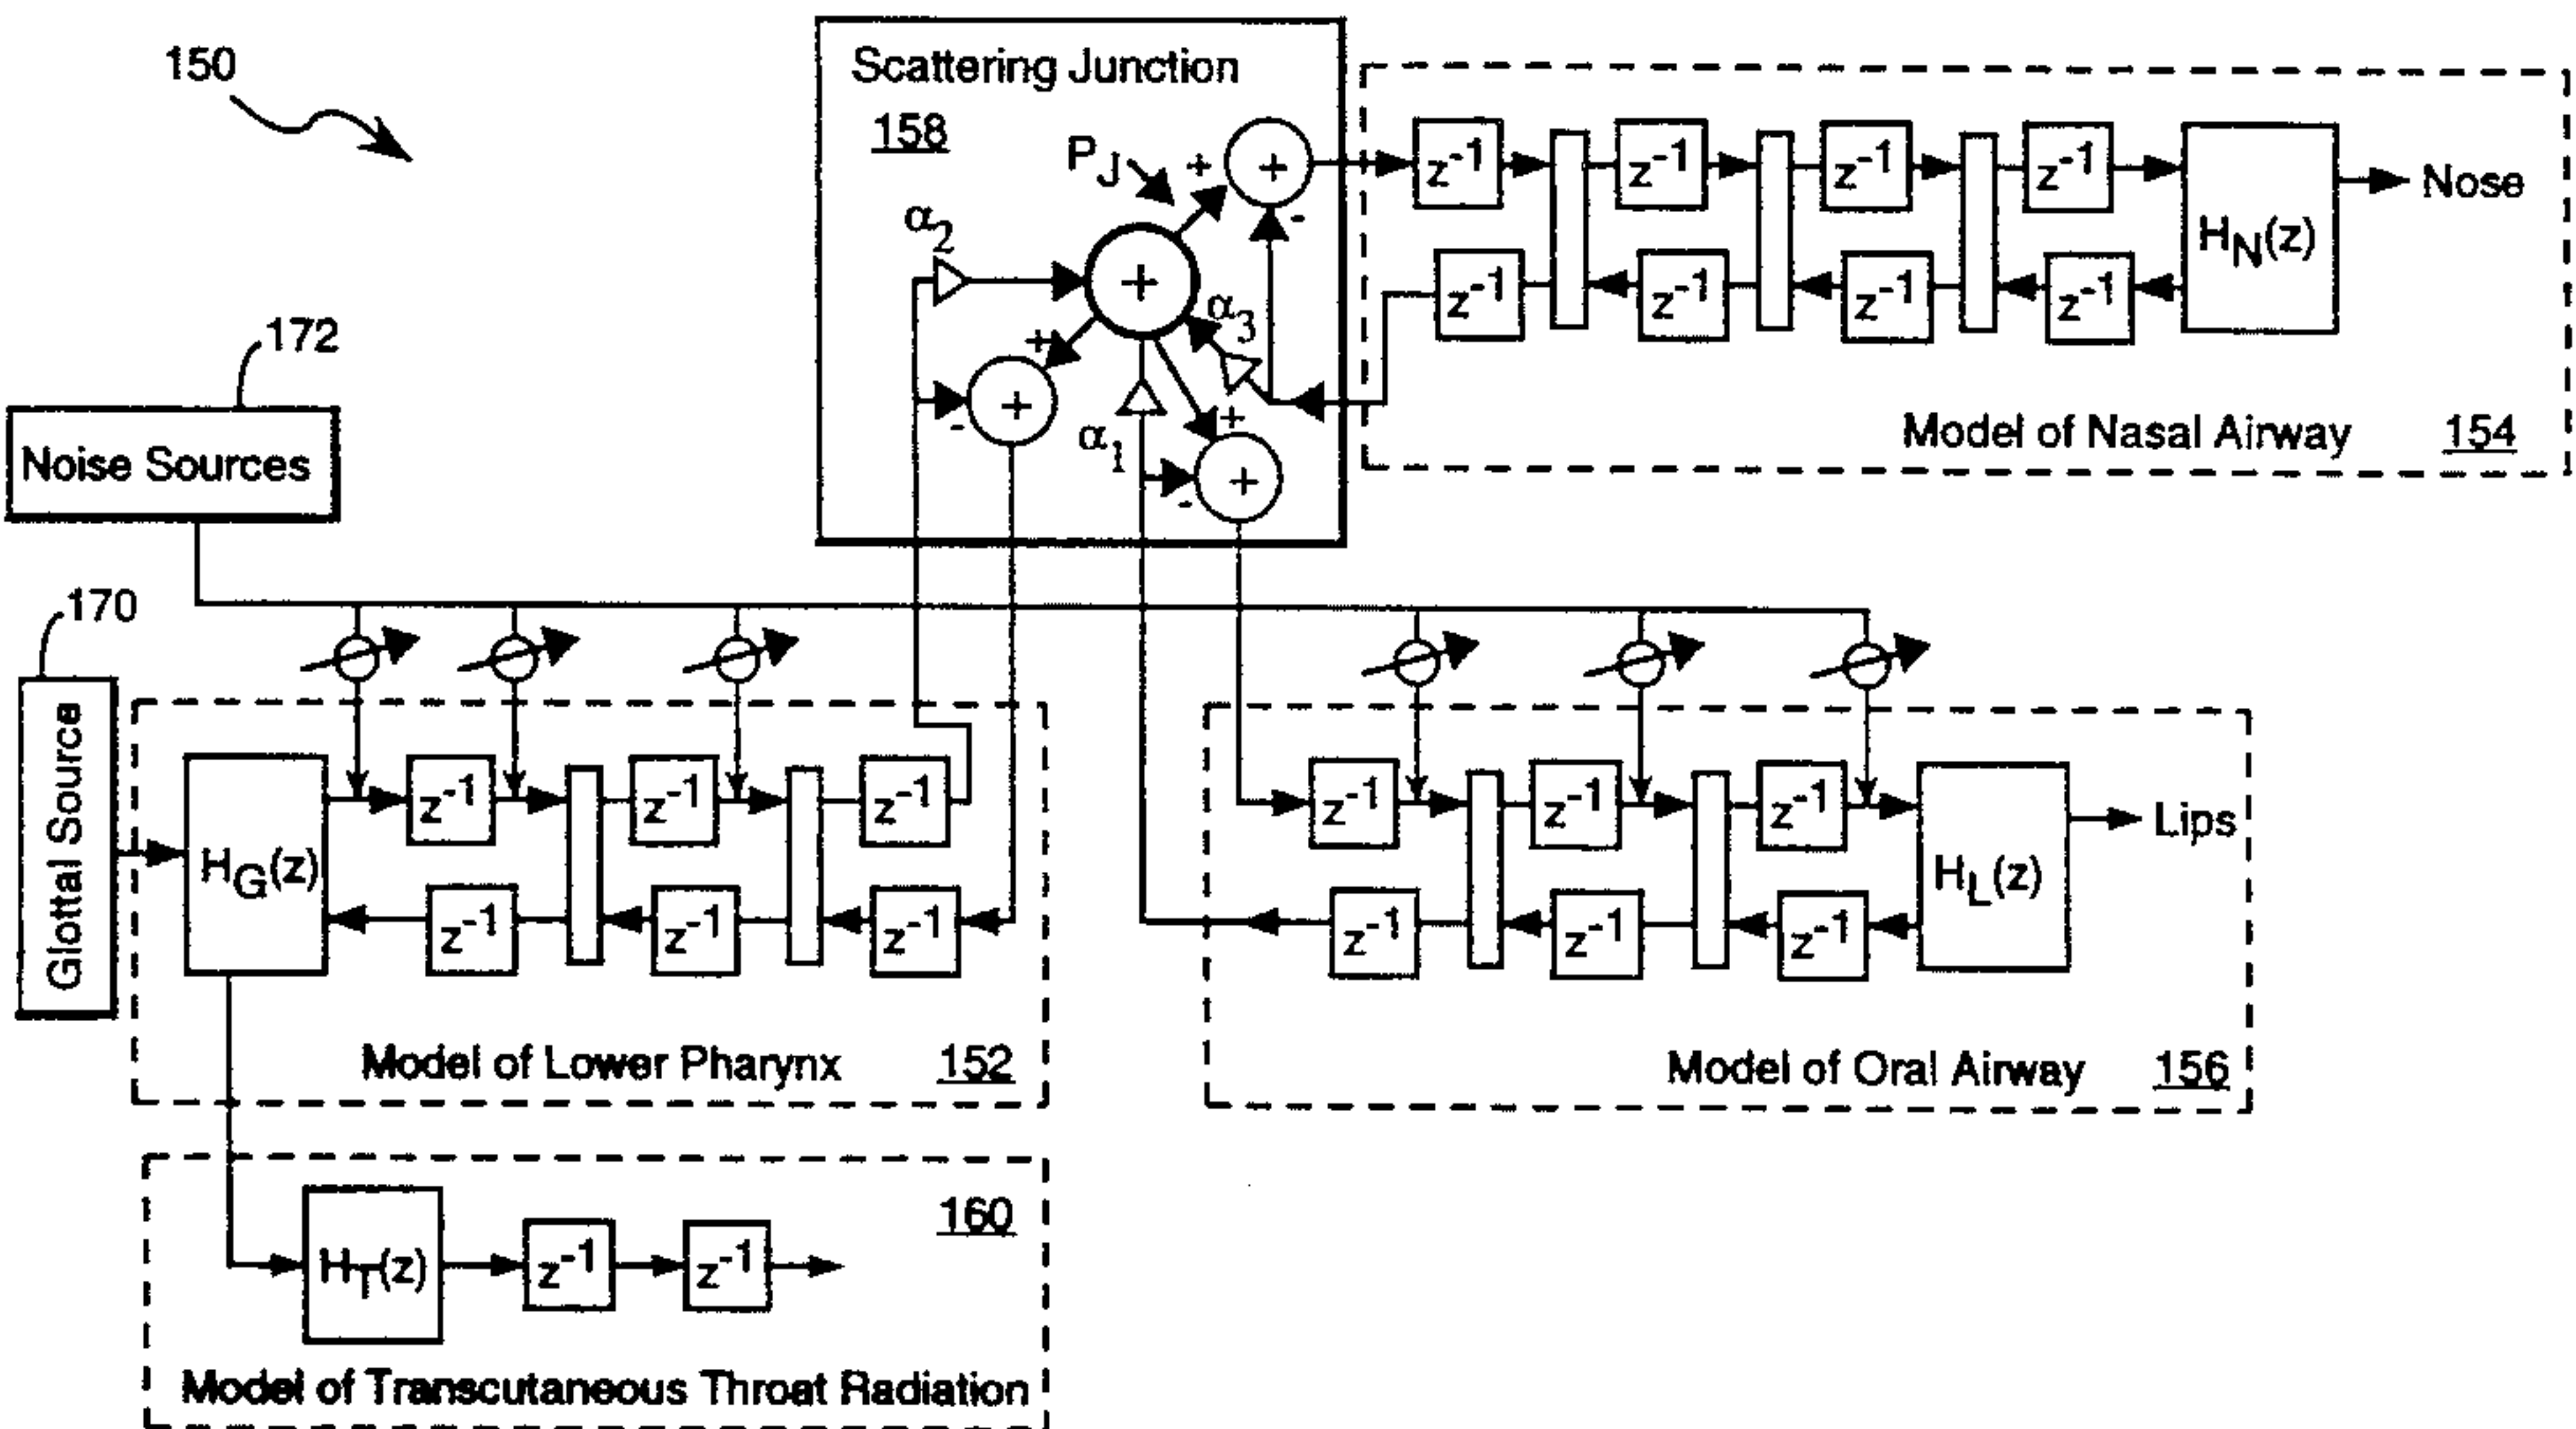 150
Scattering Junction
158
P_J
+
+
-
α_2
+
α_3
+
+
-
α_1
+
+
-
z^-1
z^-1
z^-1
z^-1
H_N(z)
Nose
z^-1
z^-1
z^-1
z^-1
Model of Nasal Airway 154
172
Noise Sources
170
Glottal Source
H_G(z)
z^-1
z^-1
z^-1
z^-1
z^-1
z^-1
Model of Lower Pharynx 152
z^-1
z^-1
z^-1
H_L(z)
Lips
z^-1
z^-1
z^-1
Model of Oral Airway 156
160
H_T(z)
z^-1
z^-1
Model of Transcutaneous Throat Radiation